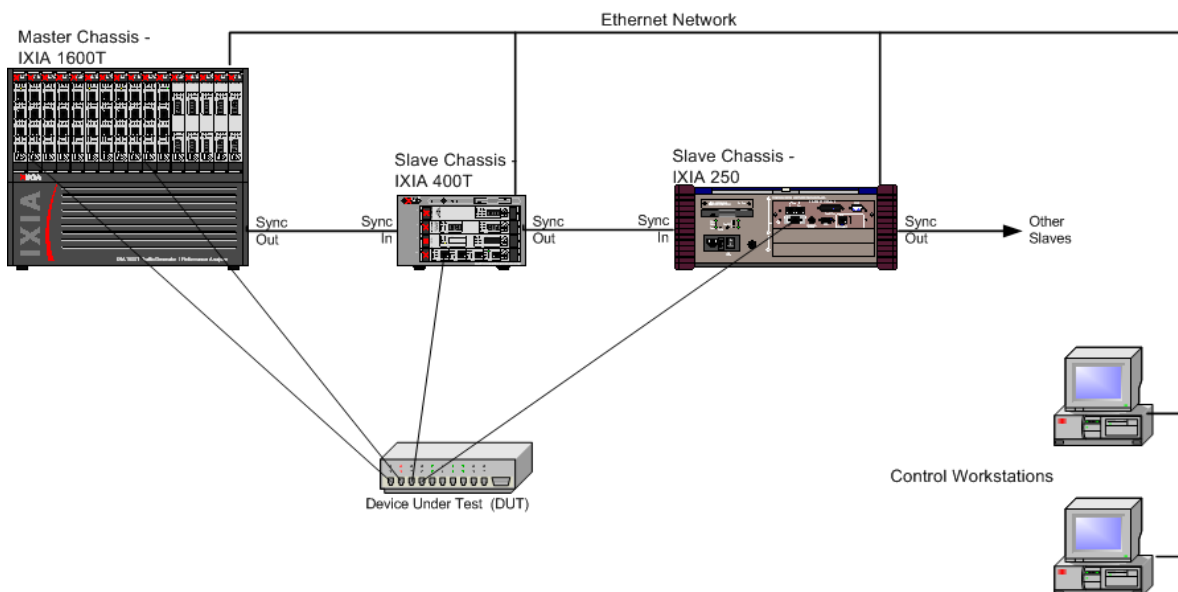 Ethernet Network
Master Chassis -
IXIA 1600T
Slave Chassis -
IXIA 400T
Slave Chassis -
IXIA 250
IXIA
IXIA
Sync
Out
Sync
In
Sync
Out
Sync
In
Sync
Out
Other
Slaves
Device Under Test (DUT)
Control Workstations